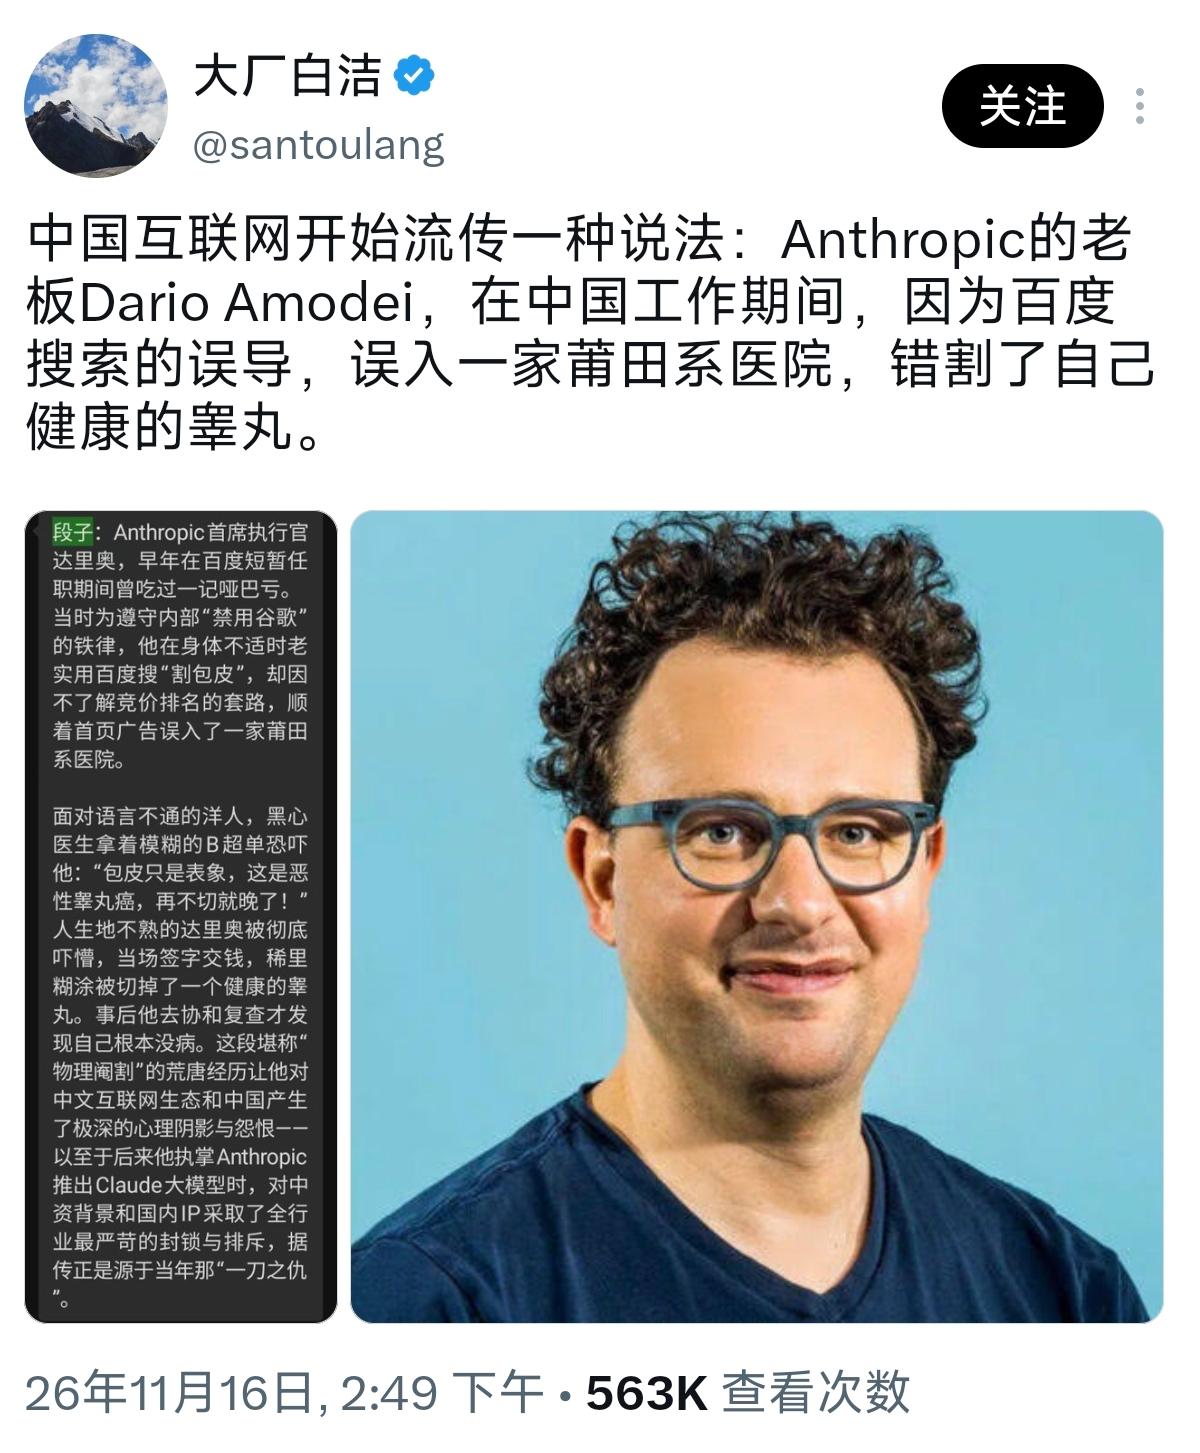 大厂白洁
@santoulang
关注
中国互联网开始流传一种说法：Anthropic的老
板Dario Amodei，在中国工作期间，因为百度
搜索的误导，误入一家莆田系医院，错割了自己
健康的睾丸。
段子：Anthropic首席执行官
达里奥，早年在百度短暂任
职期间曾吃过一记哑巴亏。
当时为遵守内部“禁用谷歌”
的铁律，他在身体不适时老
实用百度搜“割包皮”，却因
不了解竞价排名的套路，顺
着首页广告误入了一家莆田
系医院。
面对语言不通的洋人，黑心
医生拿着模糊的B超单恐吓
他：“包皮只是表象，这是恶
性睾丸癌，再不切就晚了！”
人生地不熟的达里奥被彻底
吓懵，当场签字交钱，稀里
糊涂被切掉了一个健康的睾
丸。事后他去协和复查才发
现自己根本没病。这段堪称“
物理阉割”的荒唐经历让他对
中文互联网生态和中国产生
了极深的心理阴影与怨恨——
以至于后来他执掌Anthropic
推出Claude大模型时，对中
资背景和国内IP采取了全行
业最严苛的封锁与排斥，据
传正是源于当年那“一刀之仇
”。
26年11月16日, 2:49 下午 · 563K 查看次数